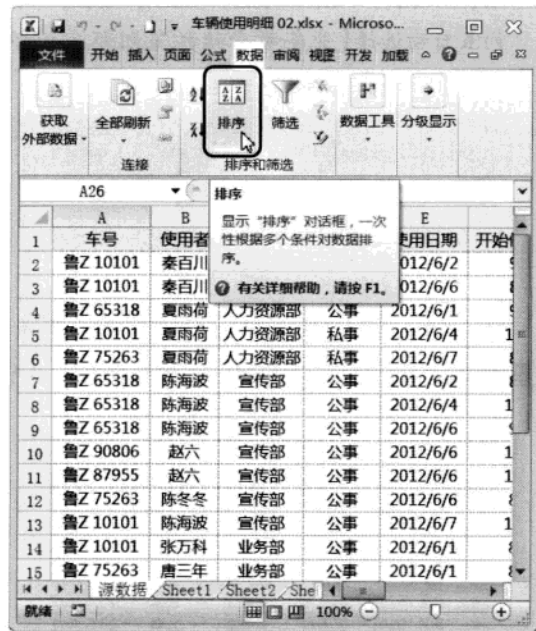 车辆使用明细 02.xlsx - Microso...
文件 开始 插入 页面 公式 数据 审阅 视图 开发 加载
获取
外部数据
全部刷新
排序
筛选
数据工具
分级显示
连接
排序和筛选
A26
排序
显示“排序”对话框，一次
性根据多个条件对数据排
序。
有关详细帮助，请按 F1。
A B E
1 车号 使用者 使用日期 开始
2 鲁Z 10101 秦百川 012/6/2
3 鲁Z 10101 秦百川 012/6/6
4 鲁Z 65318 夏雨荷 人力资源部 公事 2012/6/1
5 鲁Z 10101 夏雨荷 人力资源部 私事 2012/6/4 1
6 鲁Z 75263 夏雨荷 人力资源部 私事 2012/6/7
7 鲁Z 65318 陈海波 宣传部 公事 2012/6/2
8 鲁Z 65318 陈海波 宣传部 公事 2012/6/4 1
9 鲁Z 65318 陈海波 宣传部 公事 2012/6/6
10 鲁Z 90806 赵六 宣传部 公事 2012/6/6 1
11 鲁Z 87955 赵六 宣传部 公事 2012/6/6 1
12 鲁Z 75263 陈冬冬 宣传部 公事 2012/6/6
13 鲁Z 10101 陈海波 宣传部 公事 2012/6/7 1
14 鲁Z 10101 张万科 业务部 公事 2012/6/1
15 鲁Z 75263 唐三年 业务部 公事 2012/6/1
源数据 Sheet1 Sheet2 She
就绪 100%